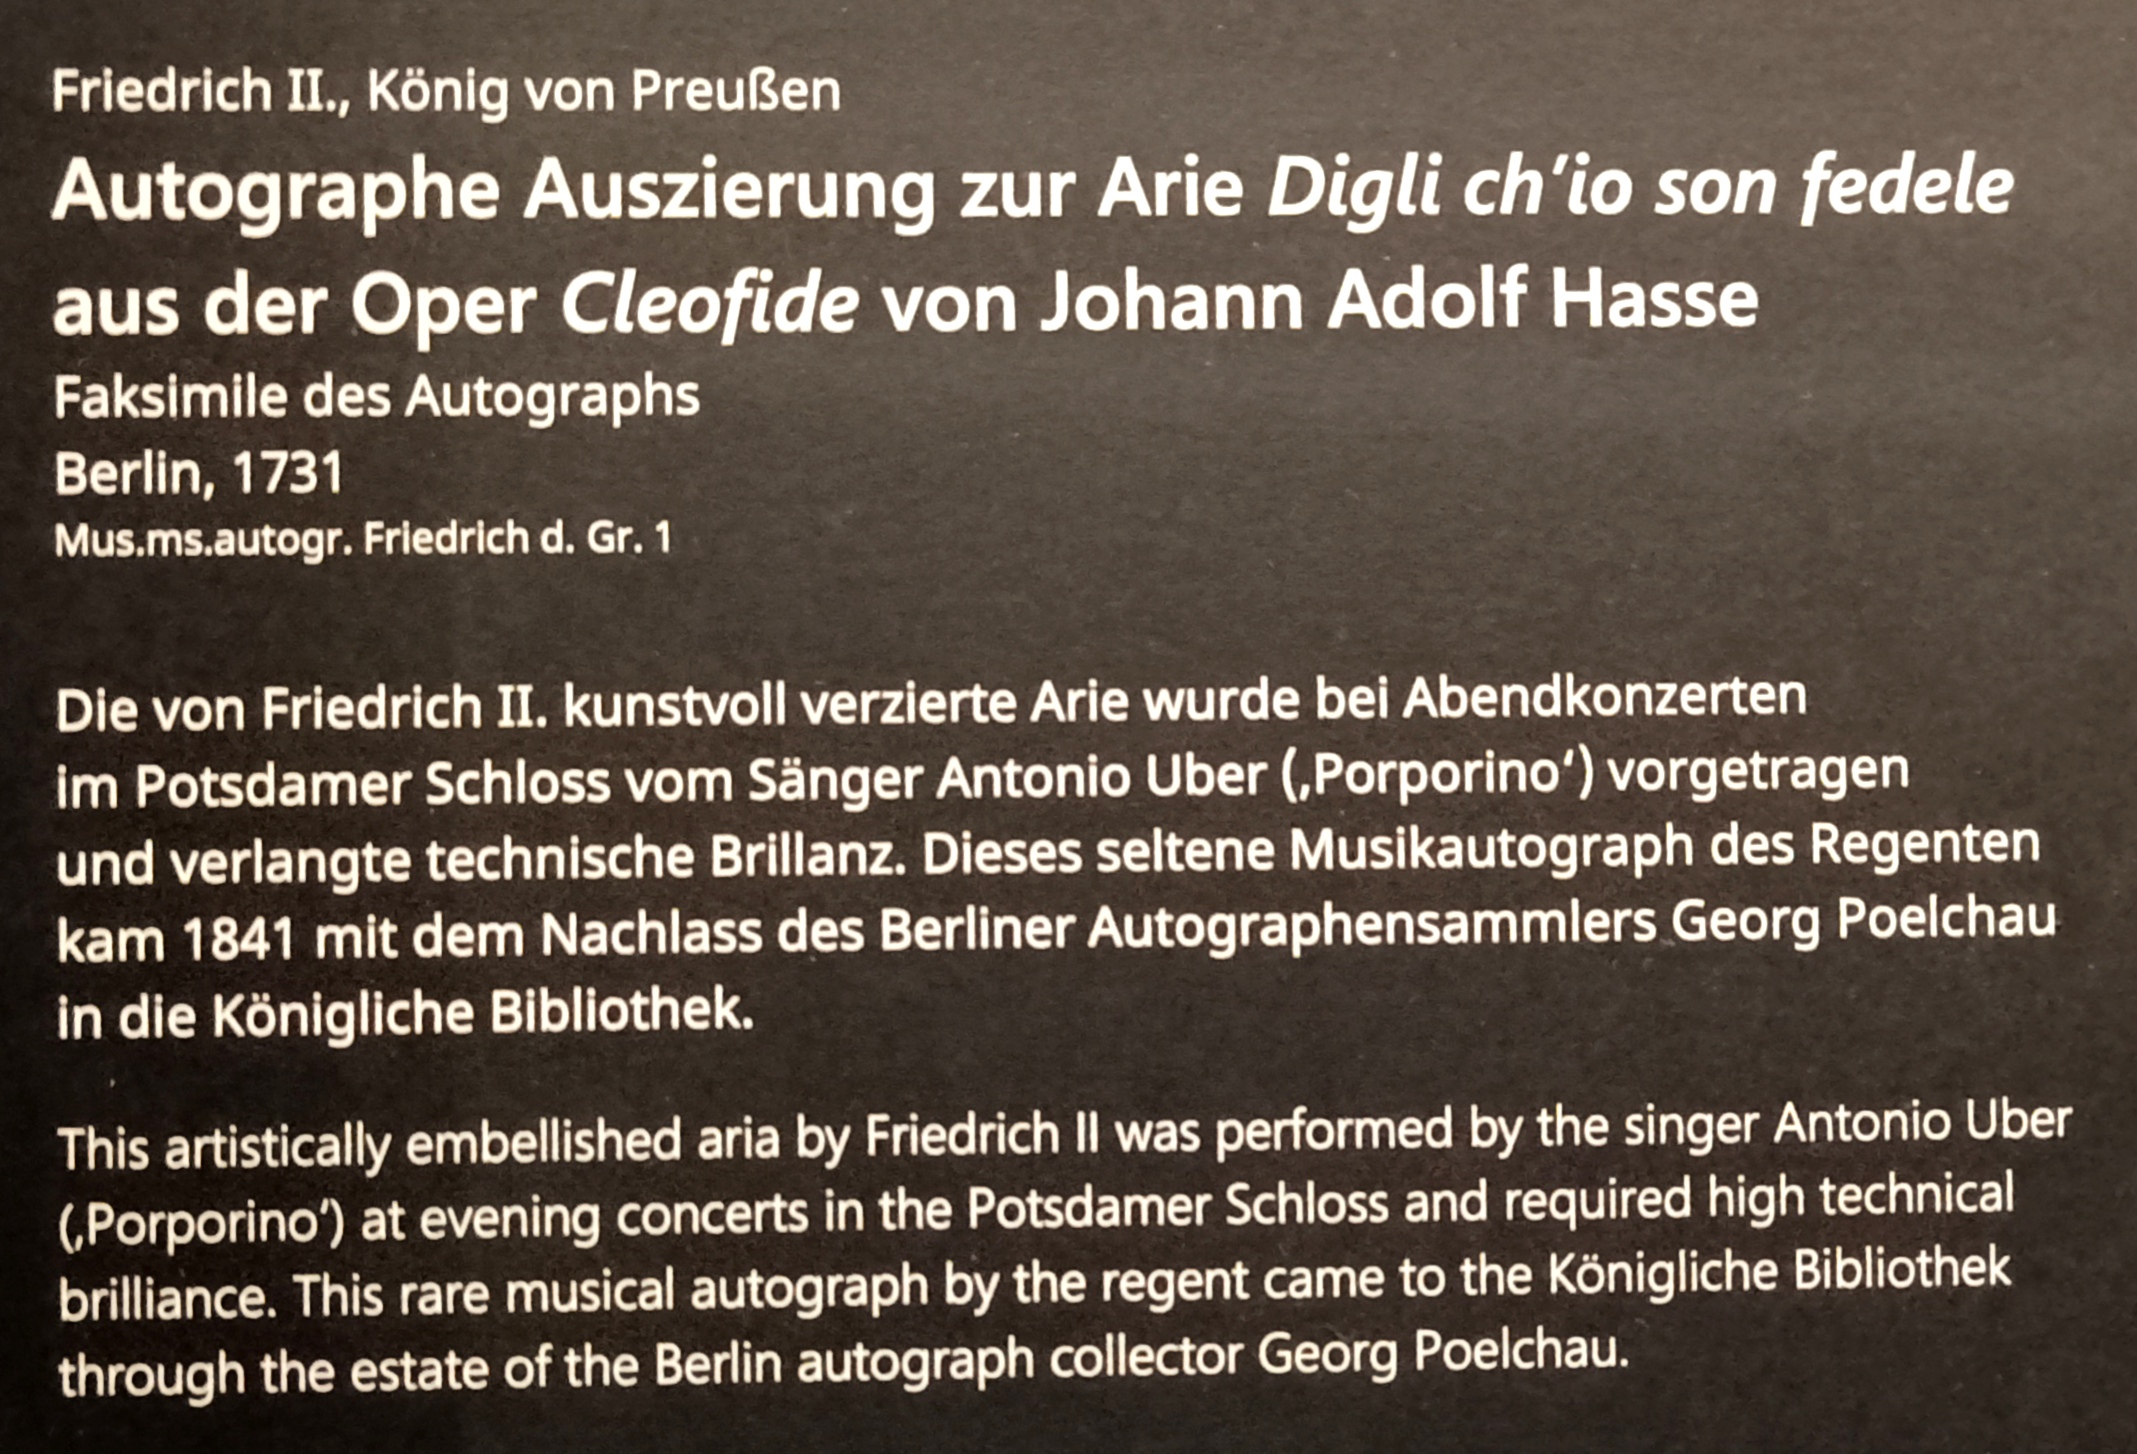 Friedrich II., König von Preußen
Autographe Auszierung zur Arie Digli ch’io son fedele
aus der Oper Cleofide von Johann Adolf Hasse
Faksimile des Autographs
Berlin, 1731
Mus.ms.autogr. Friedrich d. Gr. 1
Die von Friedrich II. kunstvoll verzierte Arie wurde bei Abendkonzerten
im Potsdamer Schloss vom Sänger Antonio Uber (‚Porporino‘) vorgetragen
und verlangte technische Brillanz. Dieses seltene Musikautograph des Regenten
kam 1841 mit dem Nachlass des Berliner Autographensammlers Georg Poelchau
in die Königliche Bibliothek.
This artistically embellished aria by Friedrich II was performed by the singer Antonio Uber
(‚Porporino’) at evening concerts in the Potsdamer Schloss and required high technical
brilliance. This rare musical autograph by the regent came to the Königliche Bibliothek
through the estate of the Berlin autograph collector Georg Poelchau.